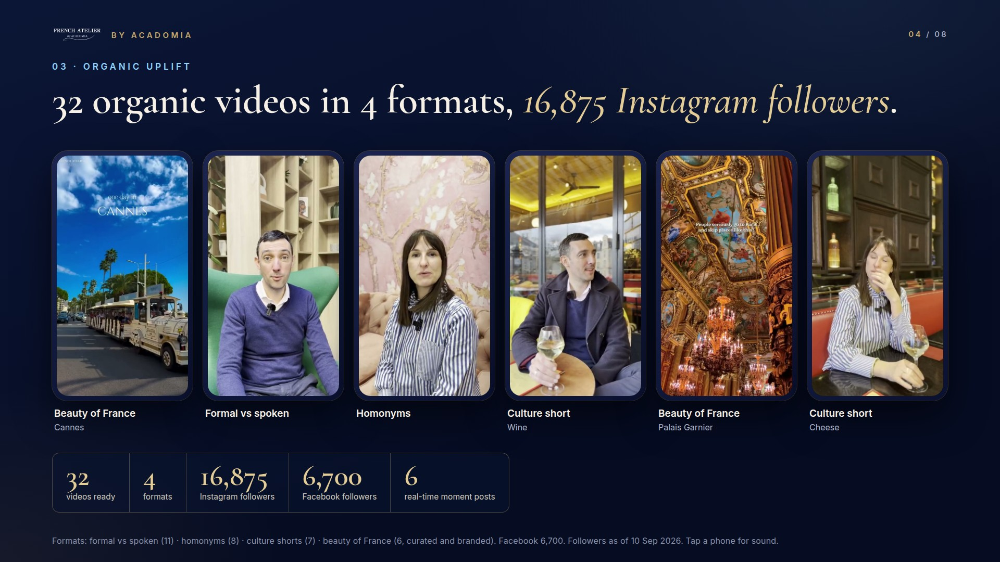 FRENCH ATELIER
by ACADOMIA
BY ACADOMIA
04 / 08
03 · ORGANIC UPLIFT
32 organic videos in 4 formats, 16,875 Instagram followers.
one day in
CANNES
People seriously go to Paris
and skip places like this?
Beauty of France
Cannes
Formal vs spoken
Homonyms
Culture short
Wine
Beauty of France
Palais Garnier
Culture short
Cheese
32
videos ready
4
formats
16,875
Instagram followers
6,700
Facebook followers
6
real-time moment posts
Formats: formal vs spoken (11) · homonyms (8) · culture shorts (7) · beauty of France (6, curated and branded). Facebook 6,700. Followers as of 10 Sep 2026. Tap a phone for sound.